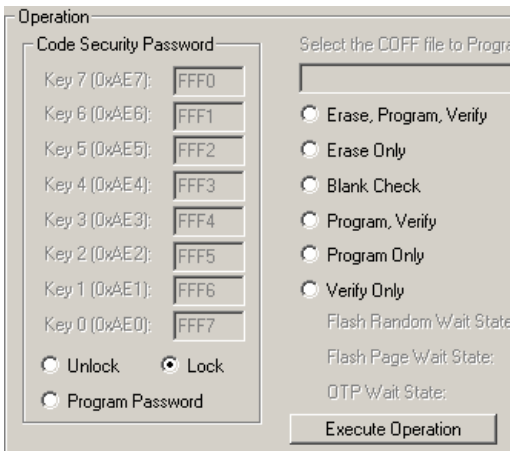 Operation
Code Security Password
Key 7 (0xAE7): FFF0
Key 6 (0xAE6): FFF1
Key 5 (0xAE5): FFF2
Key 4 (0xAE4): FFF3
Key 3 (0xAE3): FFF4
Key 2 (0xAE2): FFF5
Key 1 (0xAE1): FFF6
Key 0 (0xAE0): FFF7
Unlock Lock
Program Password
Select the COFF file to Progra
Erase, Program, Verify
Erase Only
Blank Check
Program, Verify
Program Only
Verify Only
Flash Random Wait State
Flash Page Wait State:
OTP Wait State:
Execute Operation